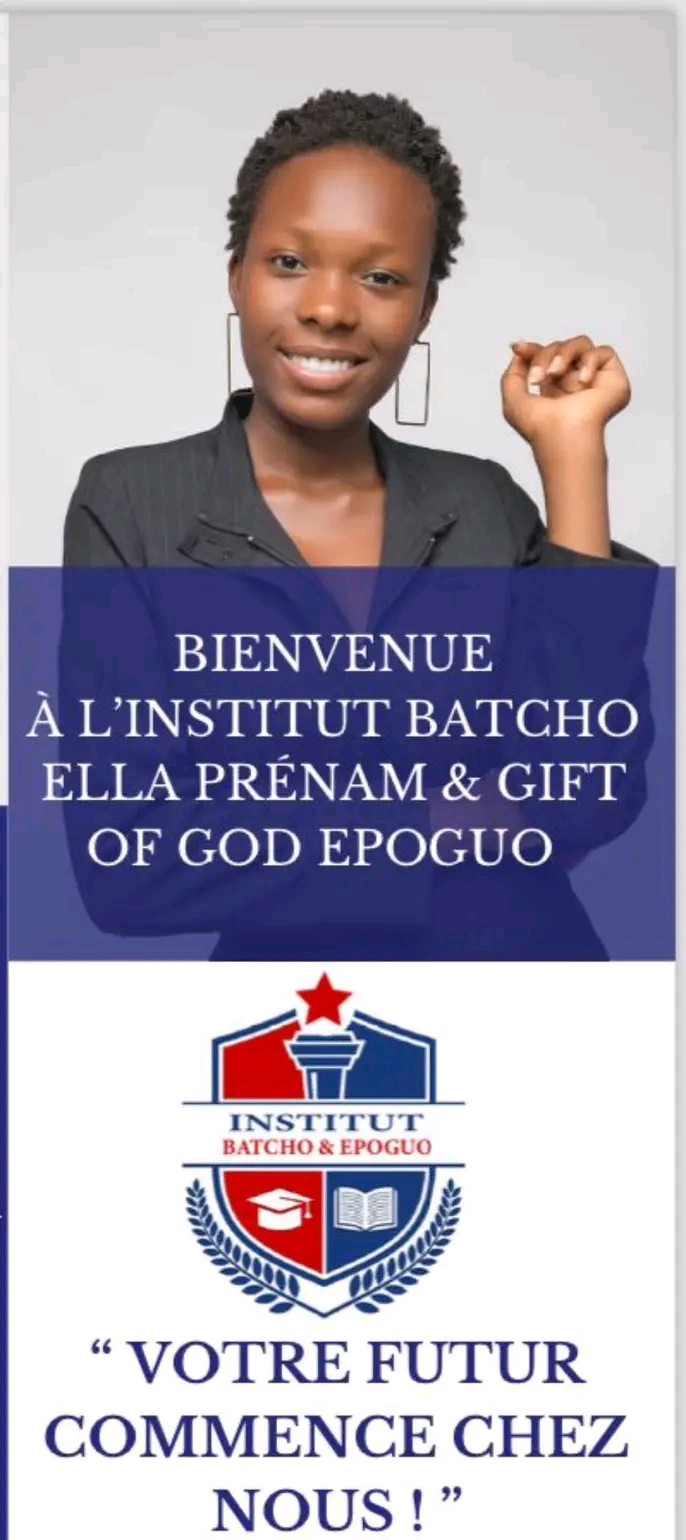 BIENVENUE
À L'INSTITUT BATCHO
ELLA PRÉNAM & GIFT
OF GOD EPOGUO
INSTITUT
BATCHO & EPOGUO
“ VOTRE FUTUR
COMMENCE CHEZ
NOUS ! ”